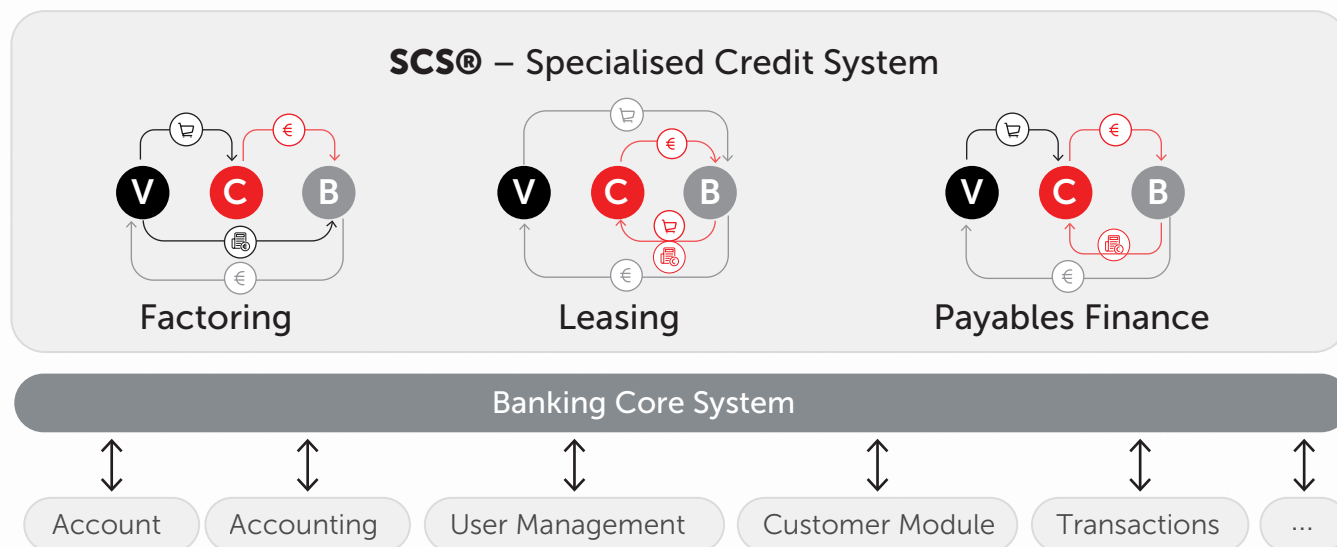 SCS® – Specialised Credit System
€
€
€
V C B
V C B
V C B
€
€
€
Factoring
Leasing
Payables Finance
Banking Core System
Account
Accounting
User Management
Customer Module
Transactions
...